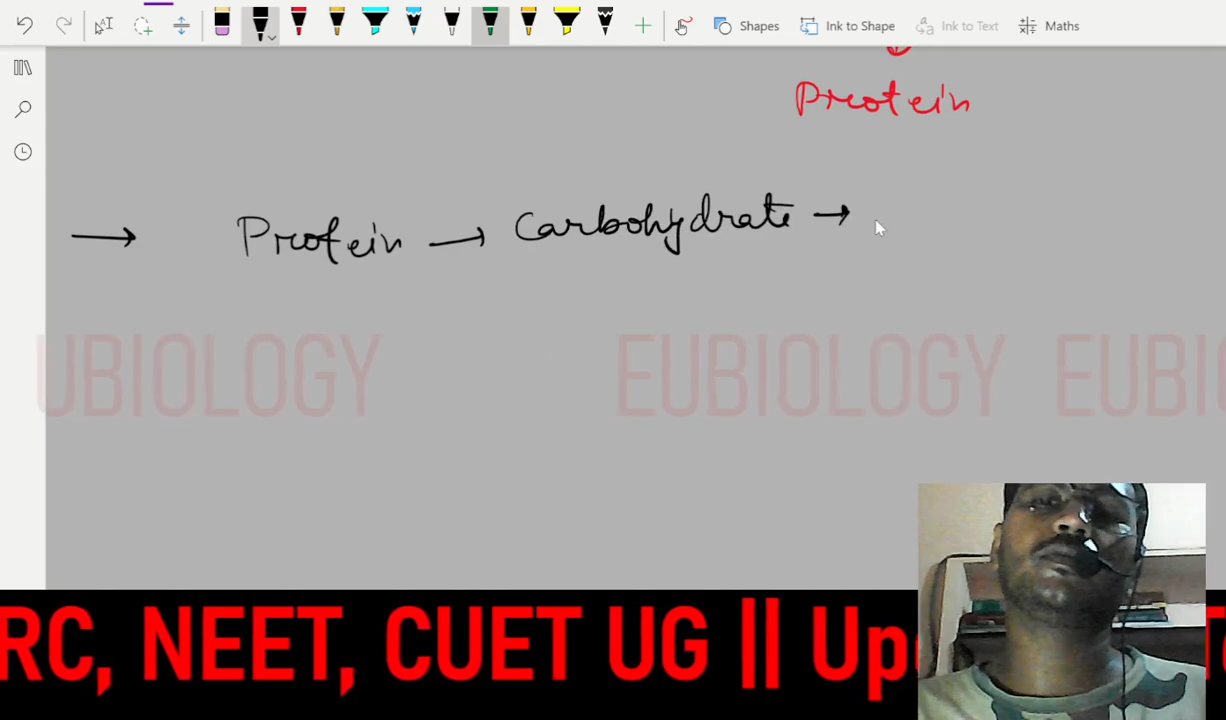 Shapes Ink to Shape Ink to Text Maths
Protein
→ Protein → Carbohydrate →
UBIOLOGY EUBIOLOGY EUBIO
RC, NEET, CUET UG || Up